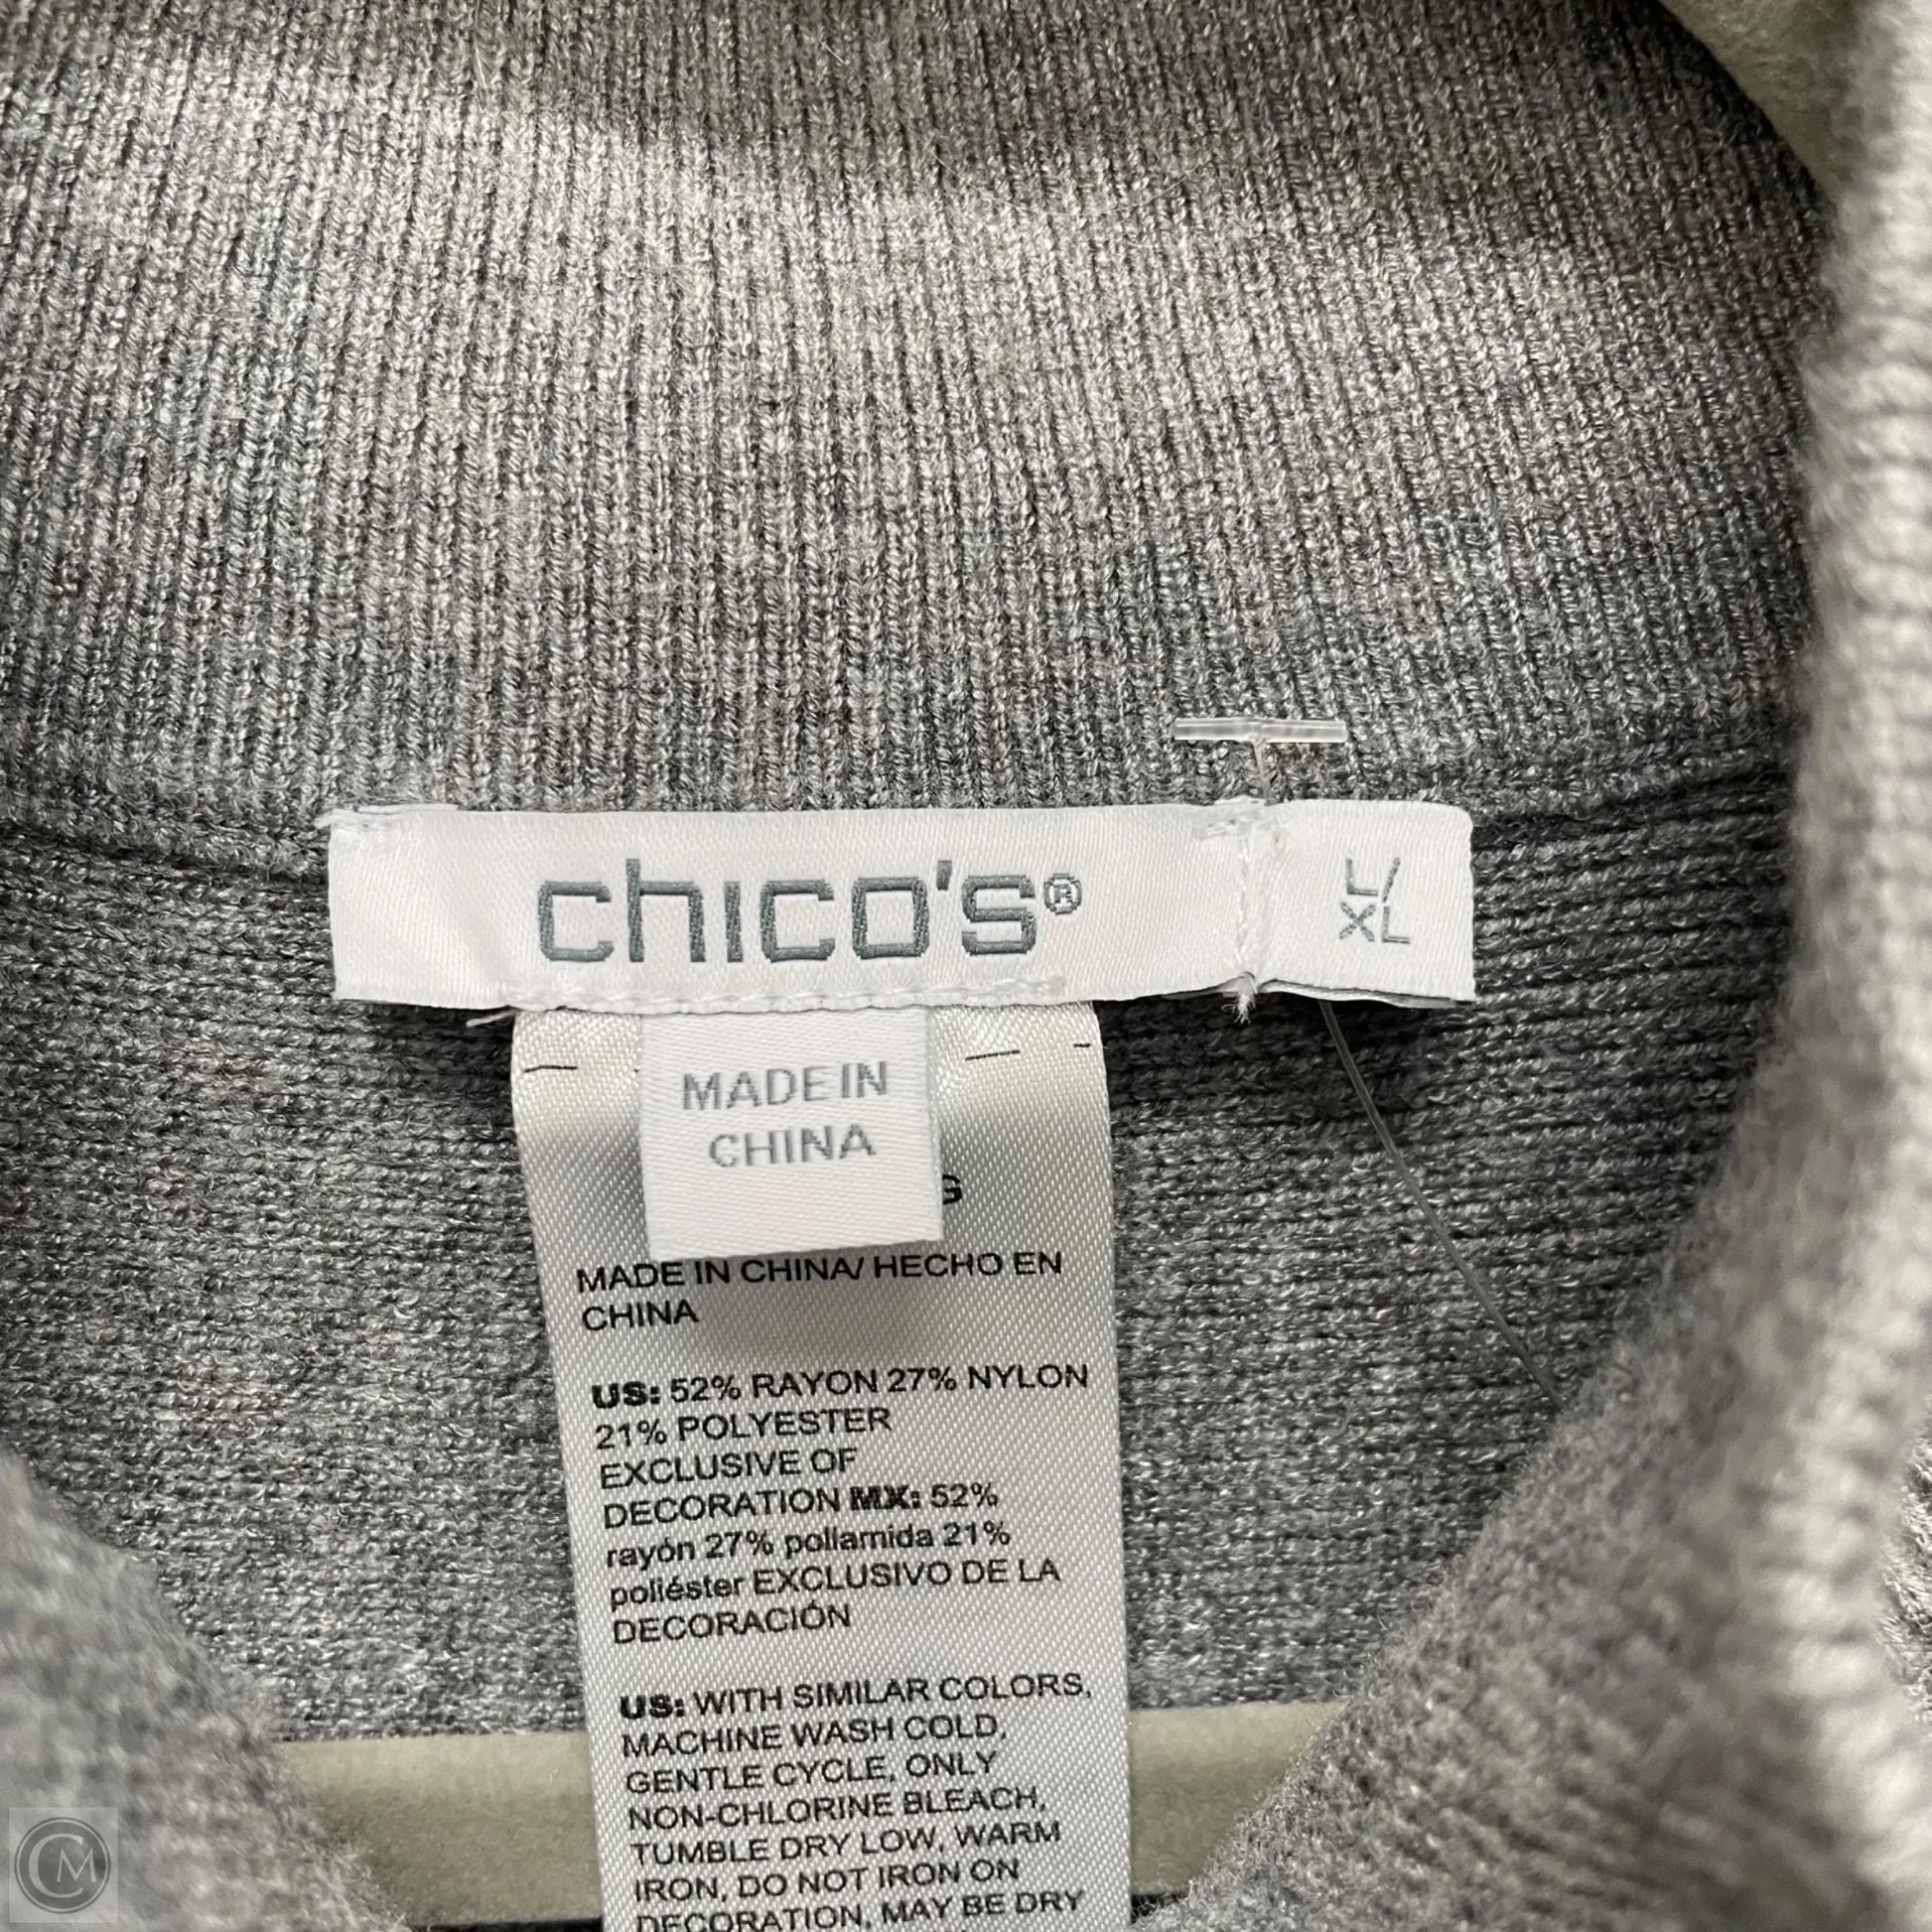 chico's®
L/
XL
MADE IN
CHINA
G
MADE IN CHINA/ HECHO EN
CHINA
US: 52% RAYON 27% NYLON
21% POLYESTER
EXCLUSIVE OF
DECORATION MX: 52%
rayón 27% poliamida 21%
poliéster EXCLUSIVO DE LA
DECORACIÓN
US: WITH SIMILAR COLORS,
MACHINE WASH COLD,
GENTLE CYCLE, ONLY
NON-CHLORINE BLEACH,
TUMBLE DRY LOW, WARM
IRON, DO NOT IRON ON
DECORATION, MAY BE DRY
CM